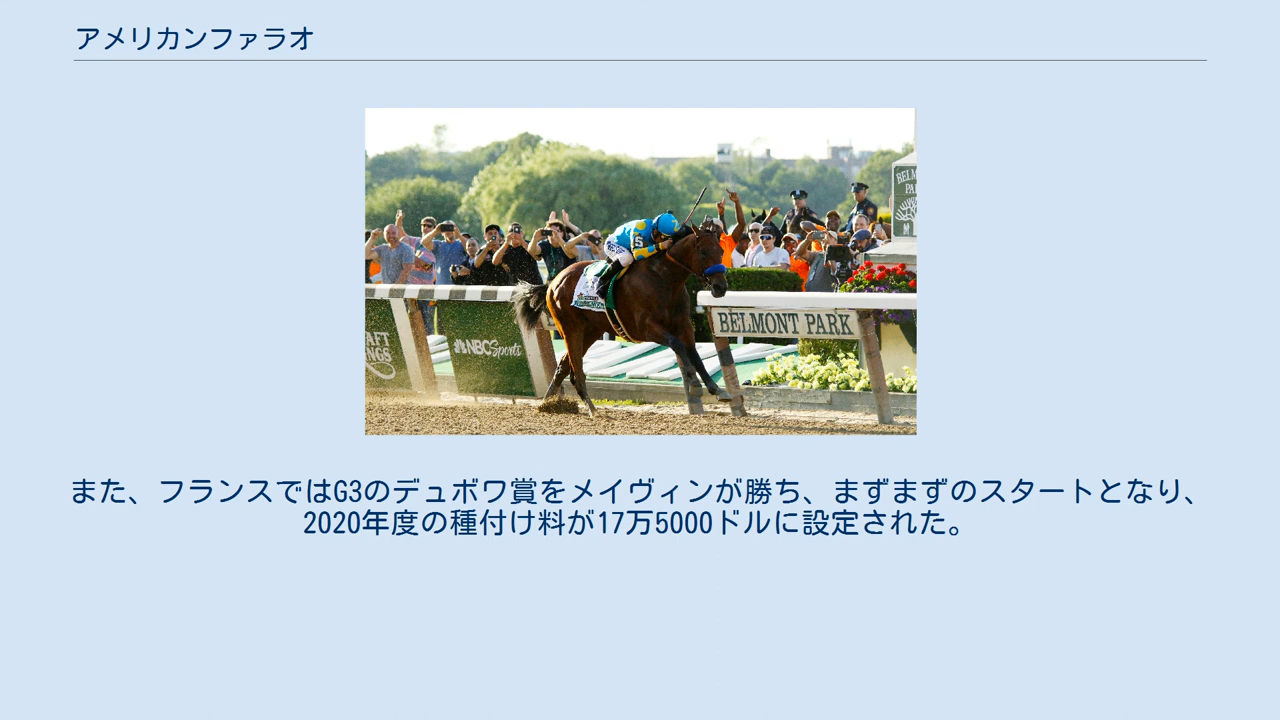 アメリカンファラオ
BELMONT PARK
NBC Sports
5
また、フランスではG3のデュボワ賞をメイヴィンが勝ち、まずまずのスタートとなり、
2020年度の種付け料が17万5000ドルに設定された。